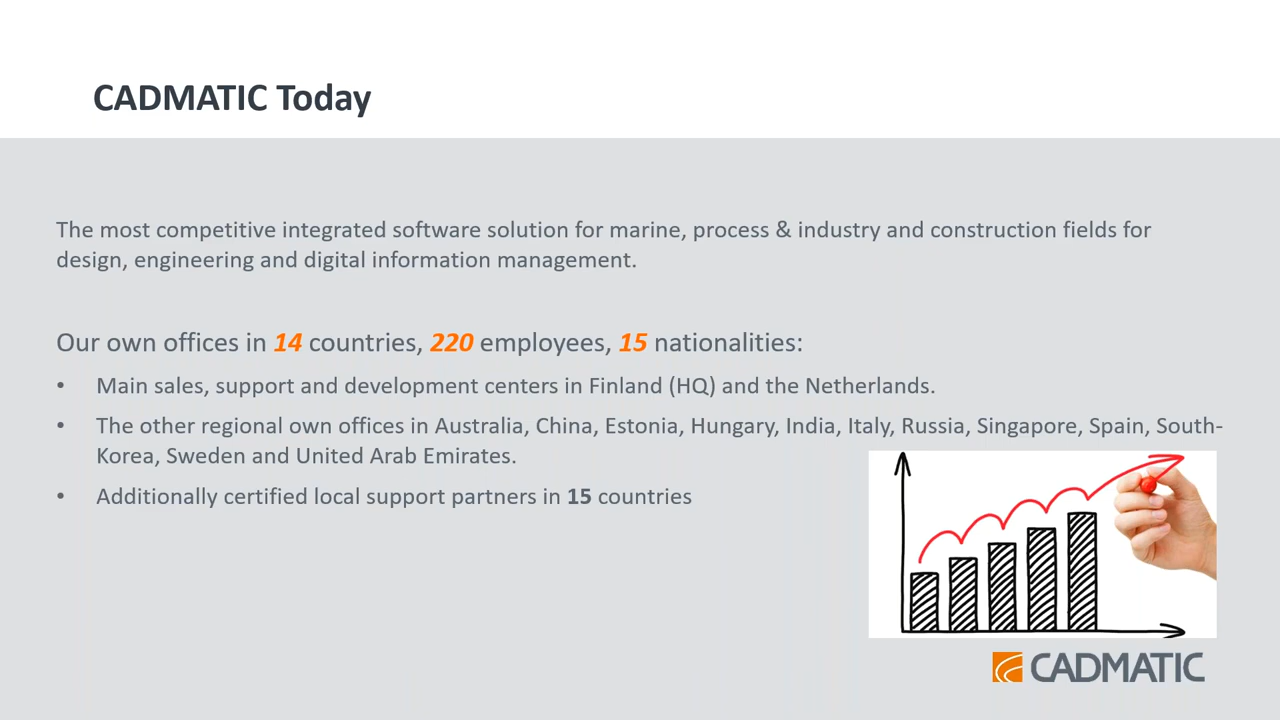 CADMATIC Today
The most competitive integrated software solution for marine, process & industry and construction fields for
design, engineering and digital information management.
Our own offices in 14 countries, 220 employees, 15 nationalities:
• Main sales, support and development centers in Finland (HQ) and the Netherlands.
• The other regional own offices in Australia, China, Estonia, Hungary, India, Italy, Russia, Singapore, Spain, South-
Korea, Sweden and United Arab Emirates.
• Additionally certified local support partners in 15 countries
CADMATIC